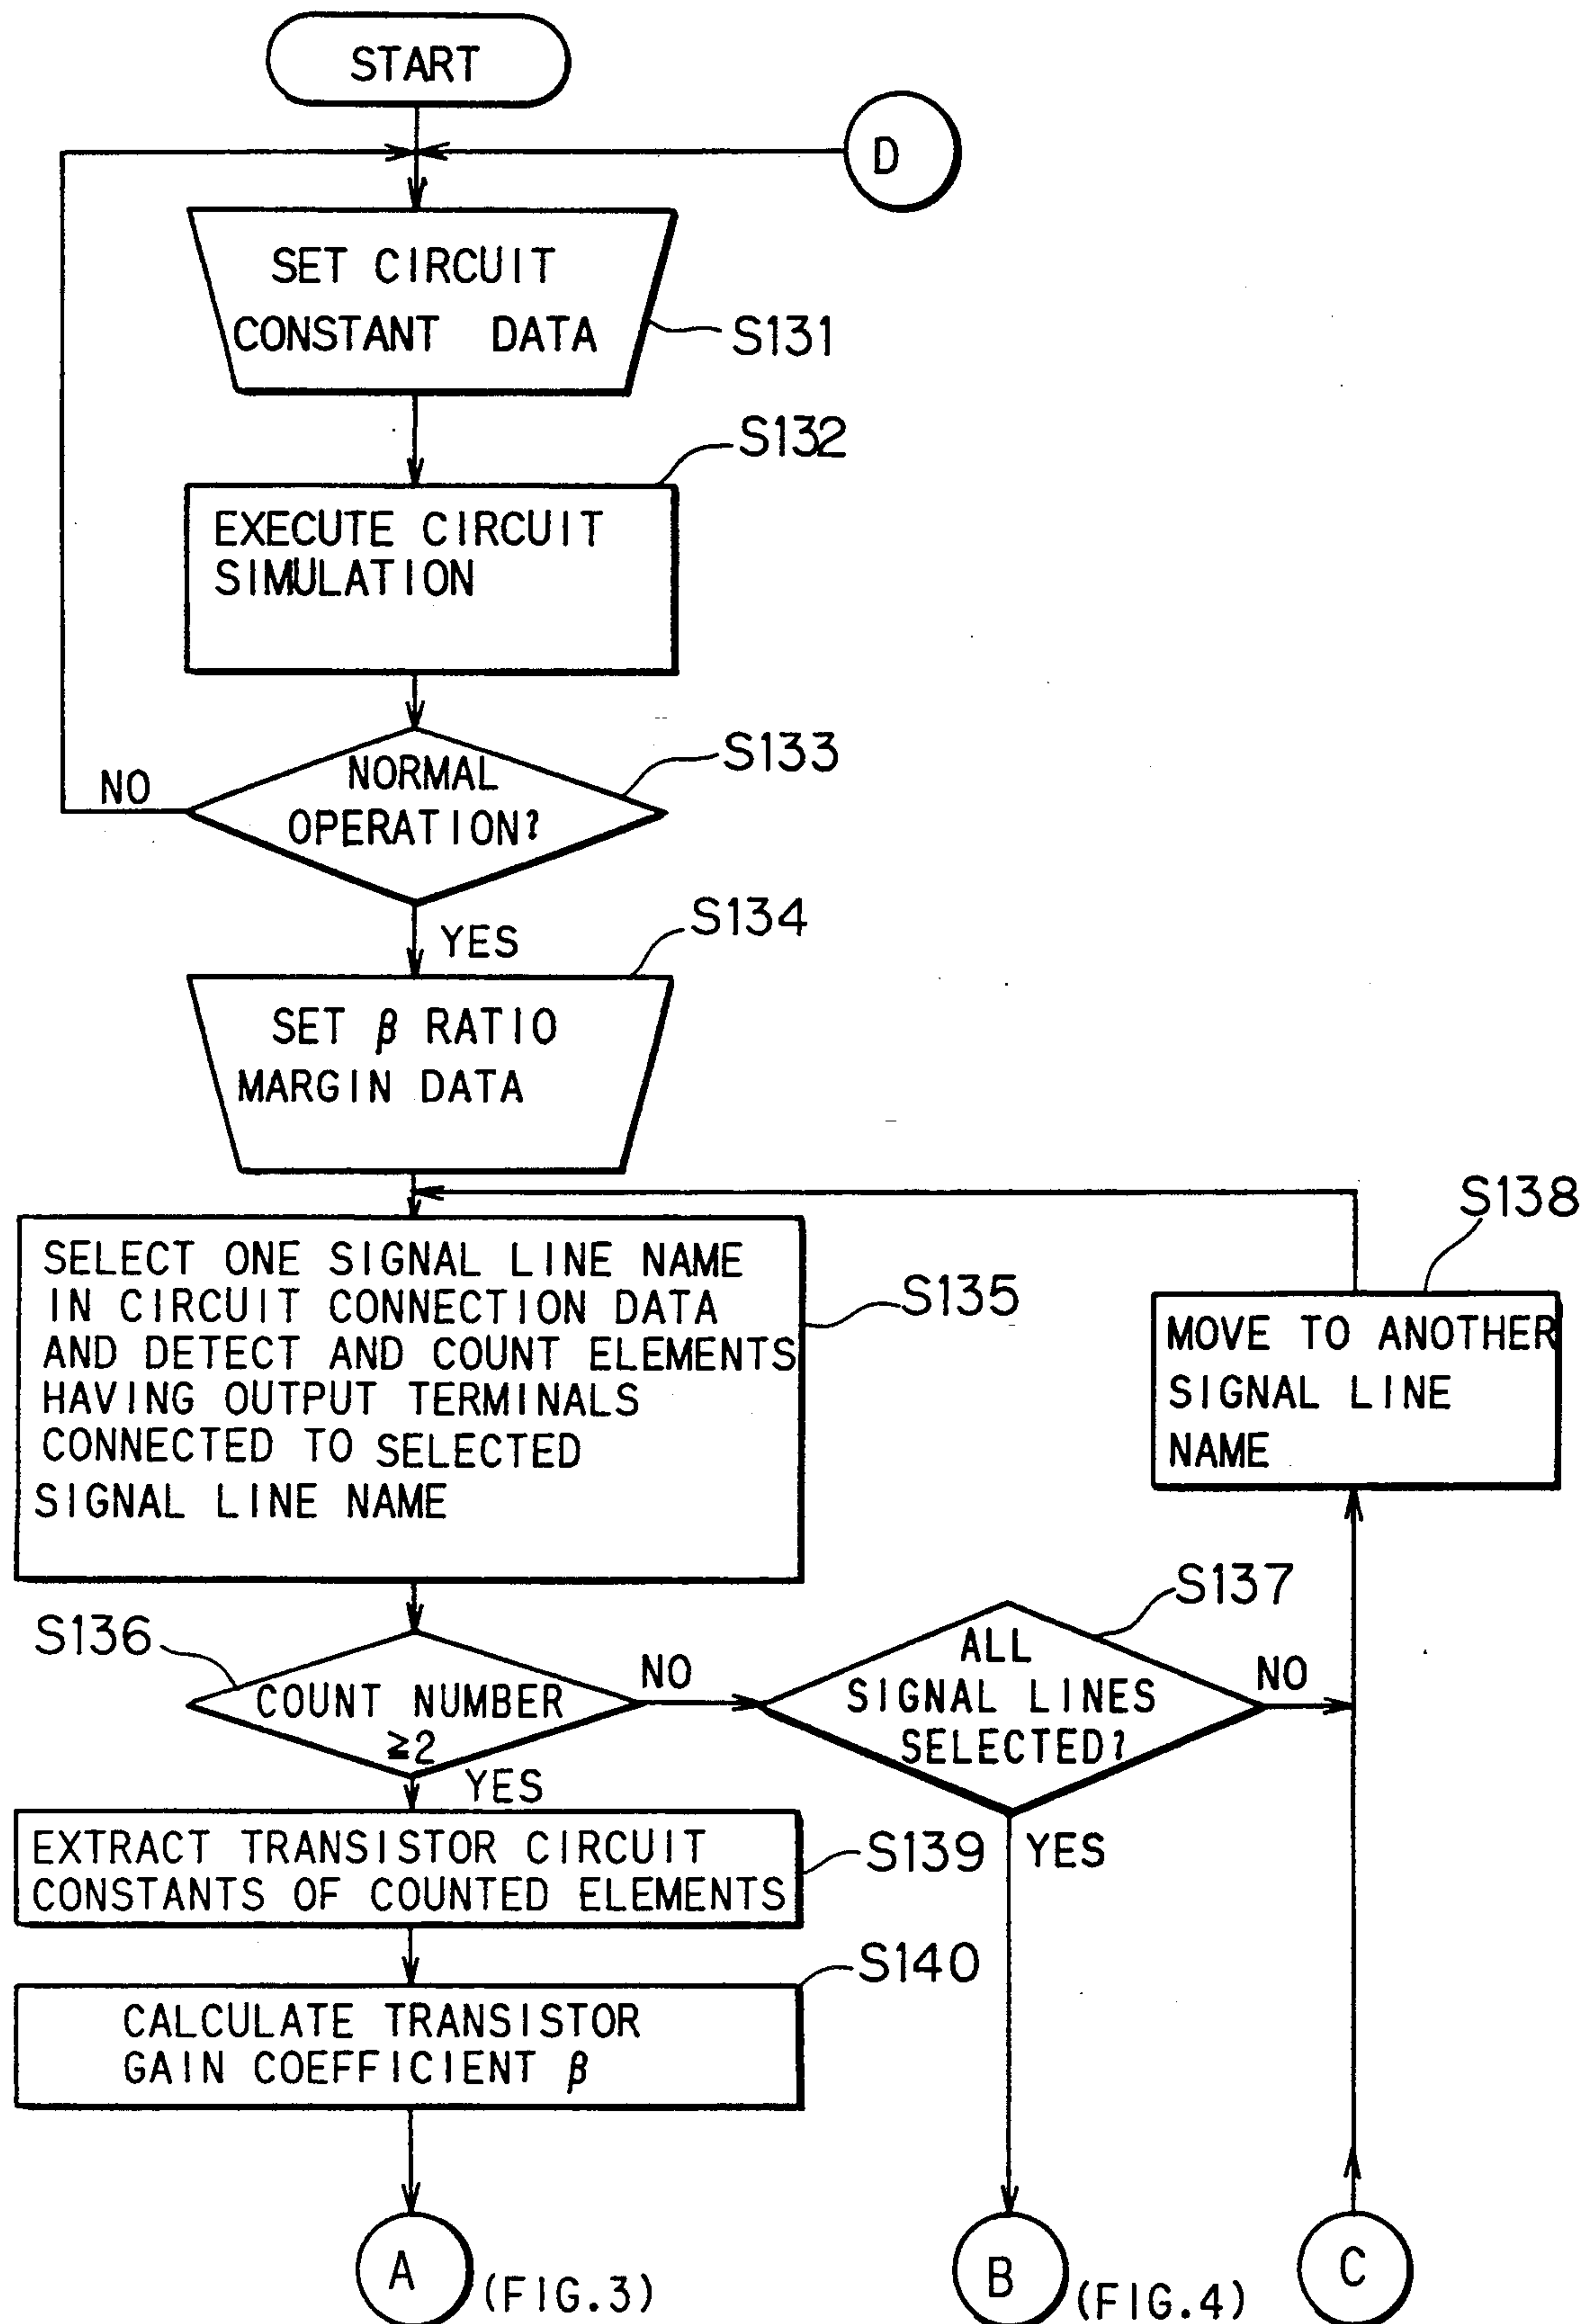 START
D
SET CIRCUIT
CONSTANT DATA
S131
S132
EXECUTE CIRCUIT
SIMULATION
S133
NORMAL
OPERATION?
NO
YES
S134
SET β RATIO
MARGIN DATA
S138
SELECT ONE SIGNAL LINE NAME
IN CIRCUIT CONNECTION DATA
AND DETECT AND COUNT ELEMENTS
HAVING OUTPUT TERMINALS
CONNECTED TO SELECTED
SIGNAL LINE NAME
S135
MOVE TO ANOTHER
SIGNAL LINE
NAME
S136
COUNT NUMBER
≧2
NO
YES
S137
ALL
SIGNAL LINES
SELECTED?
NO
YES
EXTRACT TRANSISTOR CIRCUIT
CONSTANTS OF COUNTED ELEMENTS
S139
S140
CALCULATE TRANSISTOR
GAIN COEFFICIENT β
A
(FIG.3)
B
(FIG.4)
C